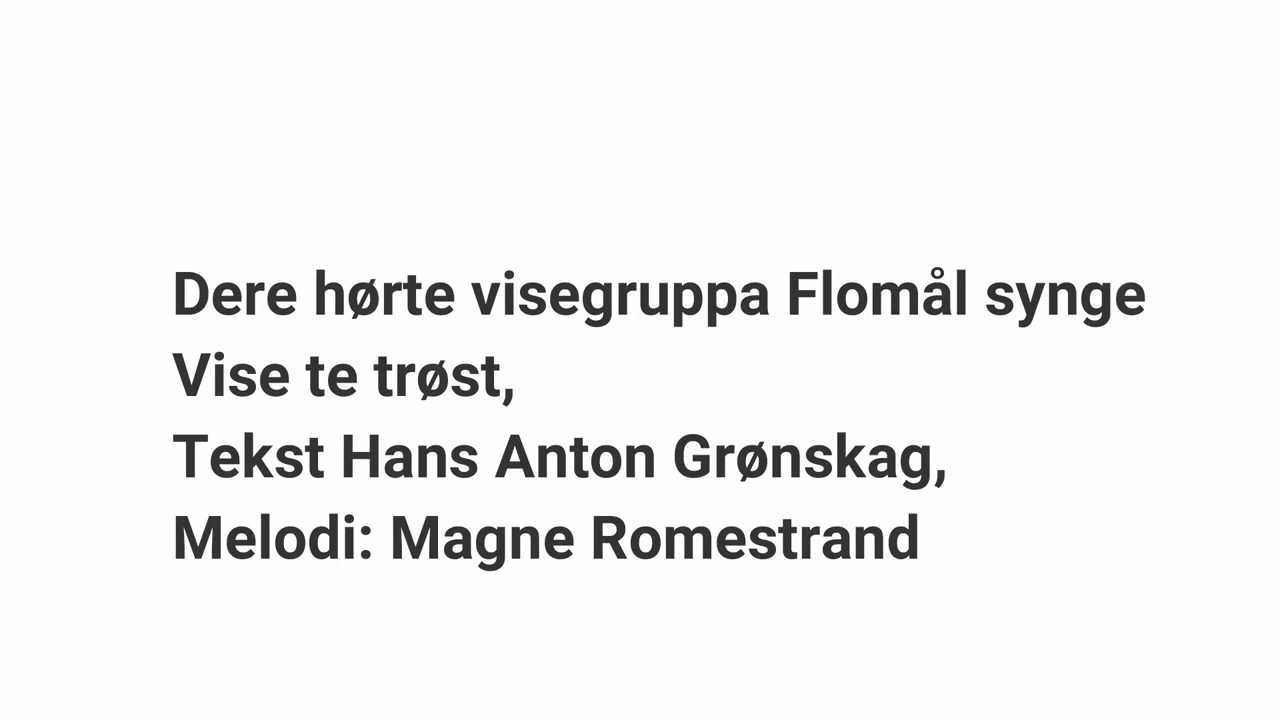 Dere hørte visegruppa Flomål synge
Vise te trøst,
Tekst Hans Anton Grønskag,
Melodi: Magne Romestrand